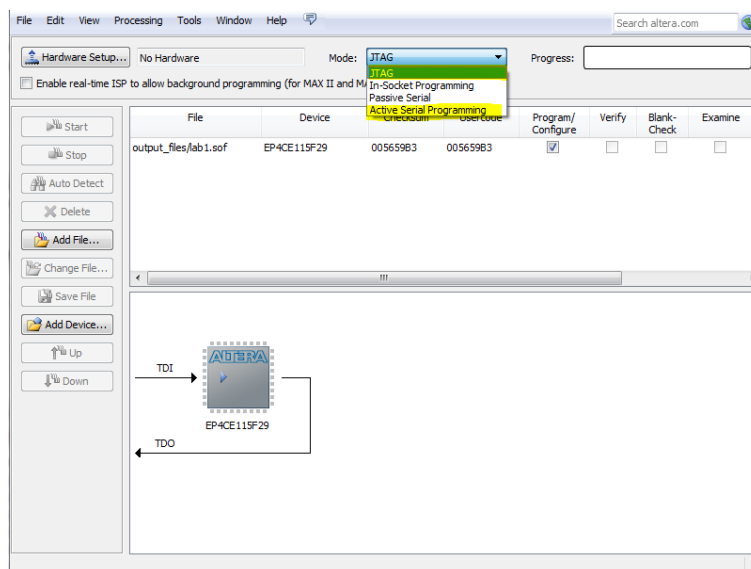 File Edit View Processing Tools Window Help
Search altera.com
Hardware Setup... No Hardware Mode: JTAG Progress:
Enable real-time ISP to allow background programming (for MAX II and
JTAG
In-Socket Programming
Passive Serial
Active Serial Programming
File Device Checksum Usercode Program/ Configure Verify Blank- Check Examine
output_files/lab1.sof EP4CE115F29 005659B3 005659B3
Start
Stop
Auto Detect
Delete
Add File...
Change File...
Save File
Add Device...
Up
Down
TDI
ALTERA
EP4CE115F29
TDO